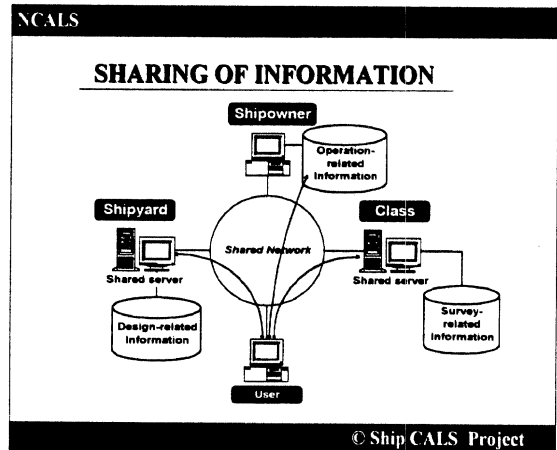 NCALS
SHARING OF INFORMATION
Shipowner
Operation-
related
Information
Shipyard
Class
Shared Network
Shared server
Shared server
Design-related
Information
Survey-
related
Information
User
© Ship CALS Project